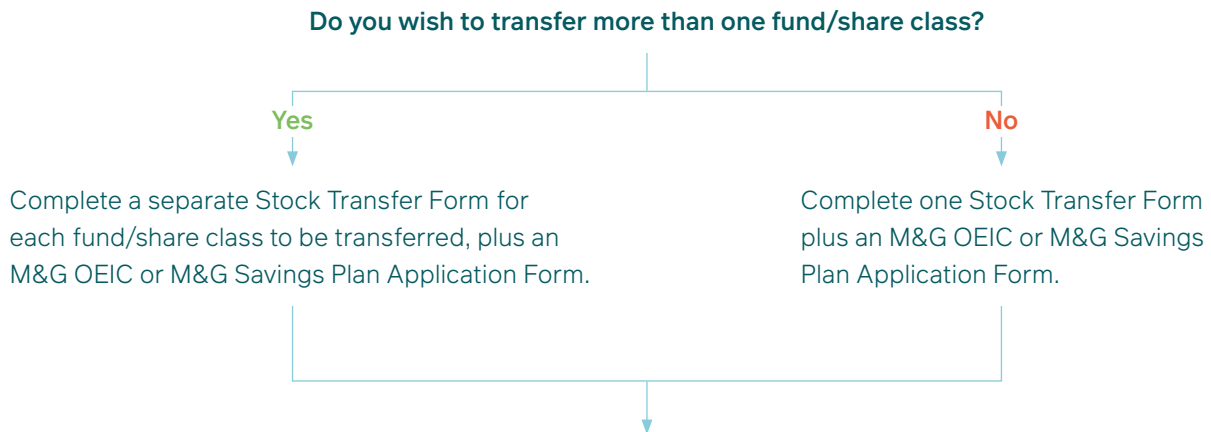 Do you wish to transfer more than one fund/share class?
Yes
No
Complete a separate Stock Transfer Form for
each fund/share class to be transferred, plus an
M&G OEIC or M&G Savings Plan Application Form.
Complete one Stock Transfer Form
plus an M&G OEIC or M&G Savings
Plan Application Form.